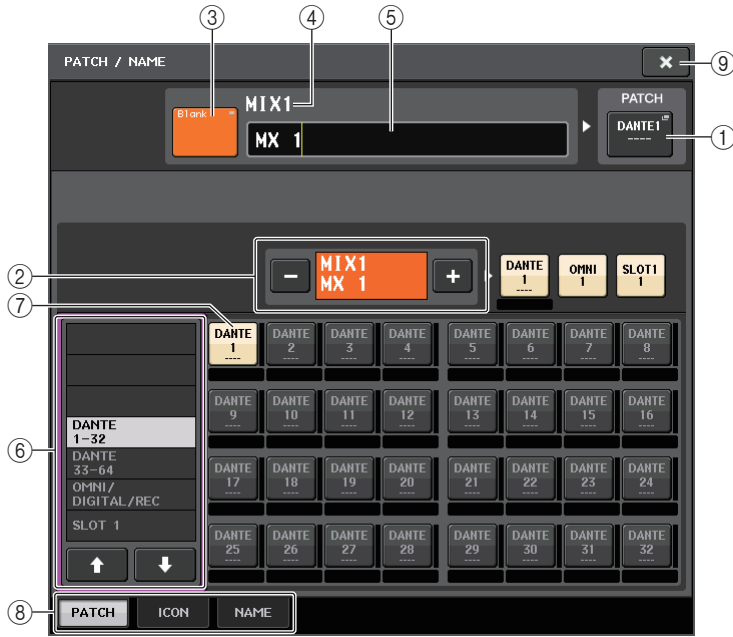 ③ ④ ⑤
PATCH / NAME × ⑨
Blank MIX1 PATCH
MX 1 DANTE1 ---- ①
② − MIX1 + DANTE OMNI SLOT1
MX 1 1 1 1
----
⑦
DANTE DANTE DANTE DANTE DANTE DANTE DANTE DANTE
1 2 3 4 5 6 7 8
---- ---- ---- ---- ---- ---- ---- ----
DANTE DANTE DANTE DANTE DANTE DANTE DANTE DANTE
9 10 11 12 13 14 15 16
---- ---- ---- ---- ---- ---- ---- ----
⑥
DANTE
1-32
DANTE
33-64
OMNI/
DIGITAL/REC
SLOT 1
DANTE DANTE DANTE DANTE DANTE DANTE DANTE DANTE
17 18 19 20 21 22 23 24
---- ---- ---- ---- ---- ---- ---- ----
DANTE DANTE DANTE DANTE DANTE DANTE DANTE DANTE
25 26 27 28 29 30 31 32
---- ---- ---- ---- ---- ---- ---- ----
⑧ PATCH ICON NAME